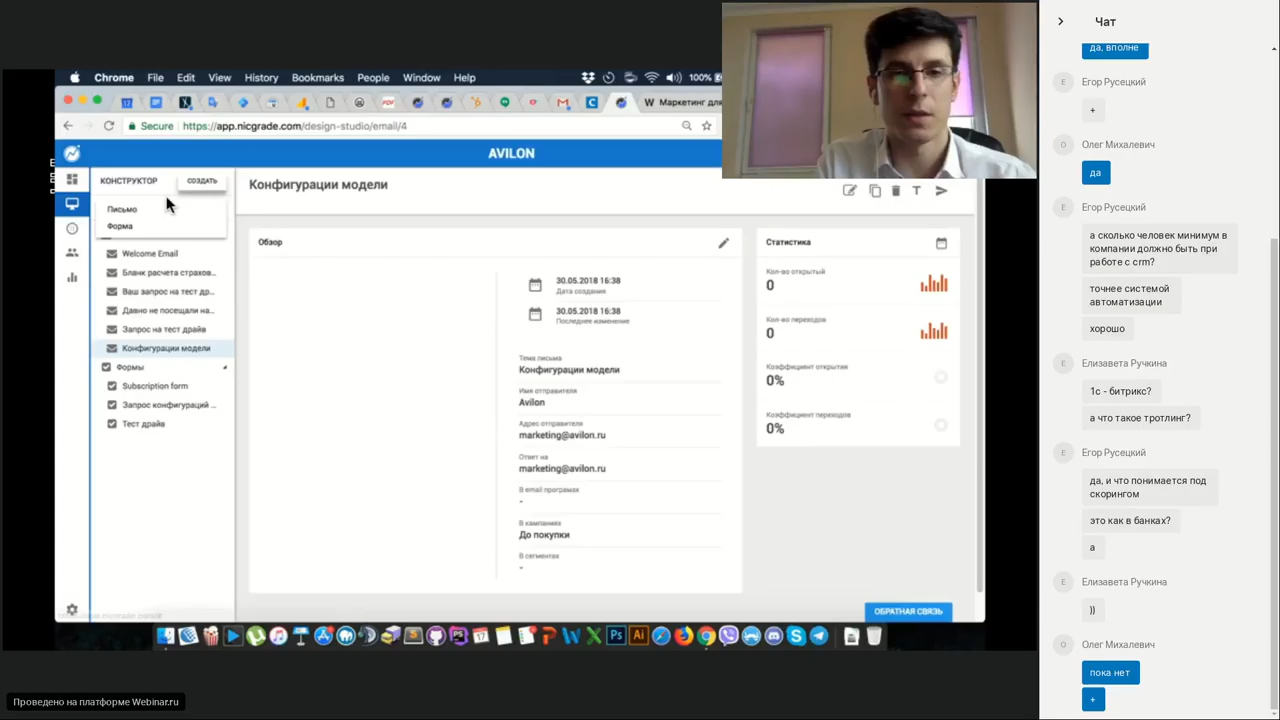 Chrome File Edit View History Bookmarks People Window Help 100%
W Маркетинг для
Secure https://app.nicgrade.com/design-studio/email/4
AVILON
КОНСТРУКТОР СОЗДАТЬ
Письмо
Форма
Welcome Email
Бланк расчета страхов...
Ваш запрос на тест др...
Давно не посещали на...
Запрос на тест драйв
Конфигурации модели
Формы
Subscription form
Запрос конфигураций ...
Тест драйв
Конфигурации модели
Обзор
30.05.2018 16:38
Дата создания
30.05.2018 16:38
Последнее изменение
Тема письма
Конфигурации модели
Имя отправителя
Avilon
Адрес отправителя
marketing@avilon.ru
Ответ на
marketing@avilon.ru
В email програмах
-
В кампаниях
До покупки
В сегментах
-
Статистика
Кол-во открытий
0
Кол-во переходов
0
Коэффициент открытия
0%
Коэффициент переходов
0%
ОБРАТНАЯ СВЯЗЬ
Проведено на платформе Webinar.ru
Чат
да, вполне
Е Егор Русецкий
+
О Олег Михалевич
да
Е Егор Русецкий
а сколько человек минимум в
компании должно быть при
работе с crm?
точнее системой
автоматизации
хорошо
Е Елизавета Ручкина
1с - битрикс?
а что такое тротлинг?
Е Егор Русецкий
да, и что понимается под
скорингом
это как в банках?
а
Е Елизавета Ручкина
))
О Олег Михалевич
пока нет
+